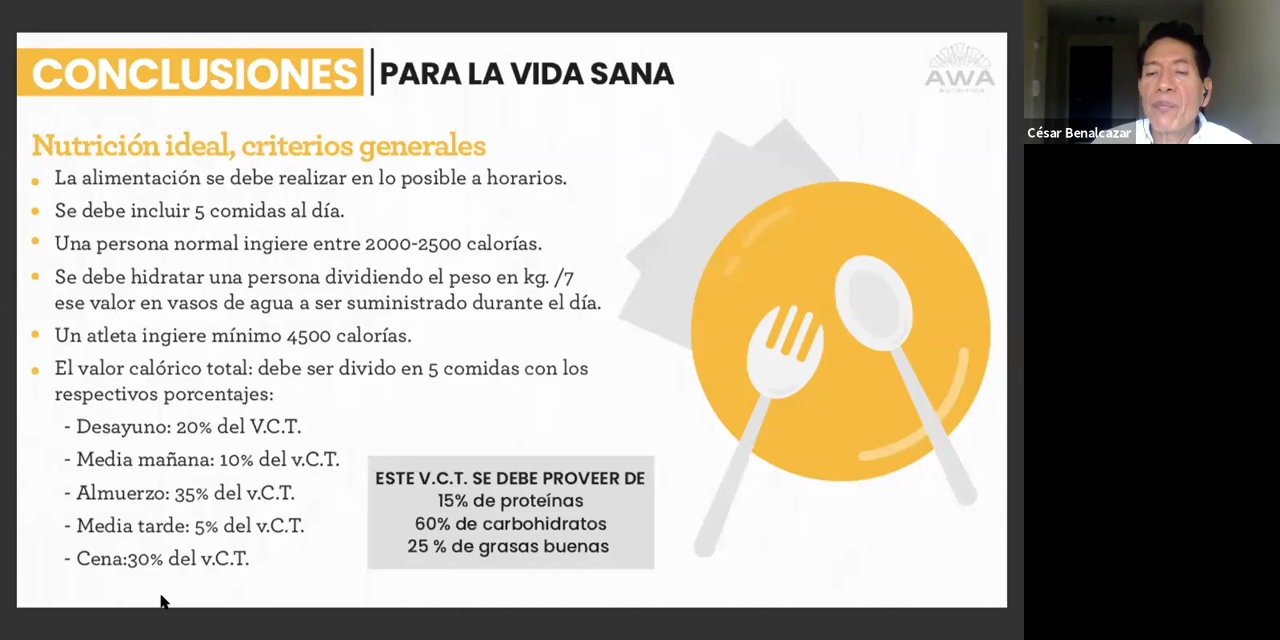 CONCLUSIONES PARA LA VIDA SANA
AWA
NUTRITION
César Benalcazar
Nutrición ideal, criterios generales
La alimentación se debe realizar en lo posible a horarios.
Se debe incluir 5 comidas al día.
Una persona normal ingiere entre 2000-2500 calorías.
Se debe hidratar una persona dividiendo el peso en kg. /7
ese valor en vasos de agua a ser suministrado durante el día.
Un atleta ingiere mínimo 4500 calorías.
El valor calórico total: debe ser divido en 5 comidas con los
respectivos porcentajes:
- Desayuno: 20% del V.C.T.
- Media mañana: 10% del v.C.T.
- Almuerzo: 35% del v.C.T.
- Media tarde: 5% del v.C.T.
- Cena:30% del v.C.T.
ESTE V.C.T. SE DEBE PROVEER DE
15% de proteínas
60% de carbohidratos
25 % de grasas buenas